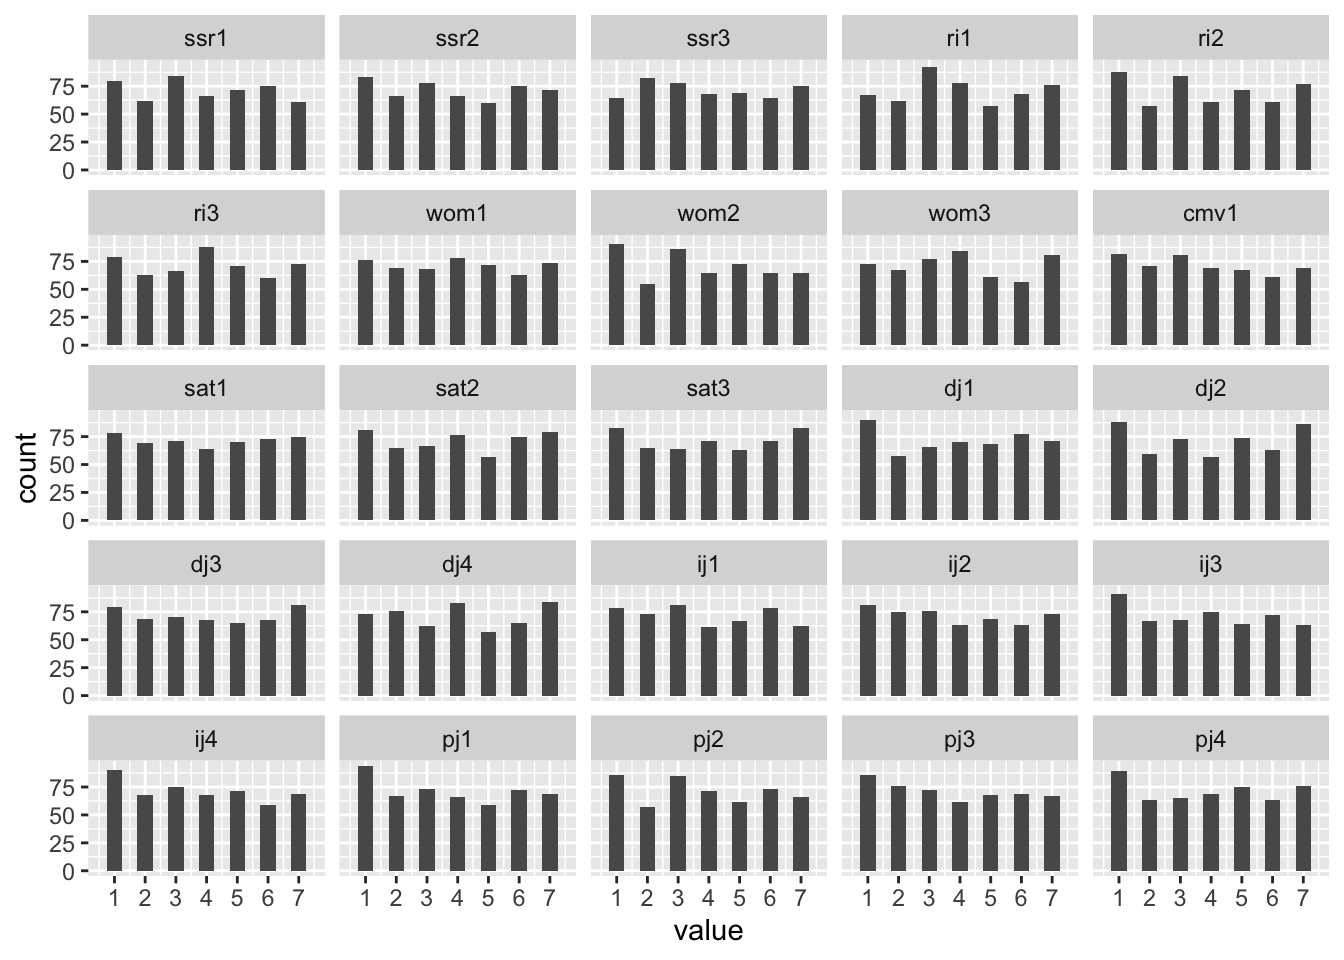 ssr1 ssr2 ssr3 ri1 ri2
75
50
25
0
ri3 wom1 wom2 wom3 cmv1
75
50
25
0
sat1 sat2 sat3 dj1 dj2
75
50
25
0
count
dj3 dj4 ij1 ij2 ij3
75
50
25
0
ij4 pj1 pj2 pj3 pj4
75
50
25
0
1 2 3 4 5 6 7 1 2 3 4 5 6 7 1 2 3 4 5 6 7 1 2 3 4 5 6 7 1 2 3 4 5 6 7
value